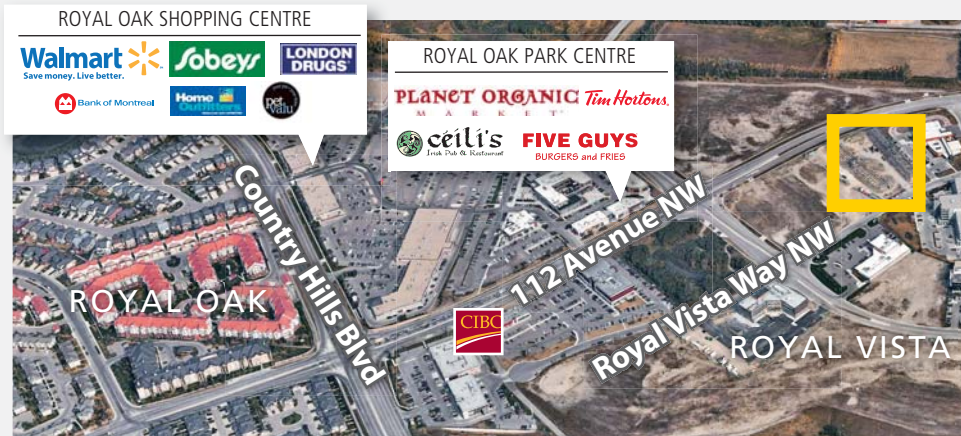 ROYAL OAK SHOPPING CENTRE
Walmart
Save money. Live better.
Sobeys
LONDON
DRUGS
Bank of Montreal
Home
Outfitters
pet
valu
ROYAL OAK PARK CENTRE
PLANET ORGANIC
MARKET
Tim Hortons.
céilí's
Irish Pub & Restaurant
FIVE GUYS
BURGERS and FRIES
Country Hills Blvd
112 Avenue NW
Royal Vista Way NW
ROYAL OAK
CIBC
ROYAL VISTA